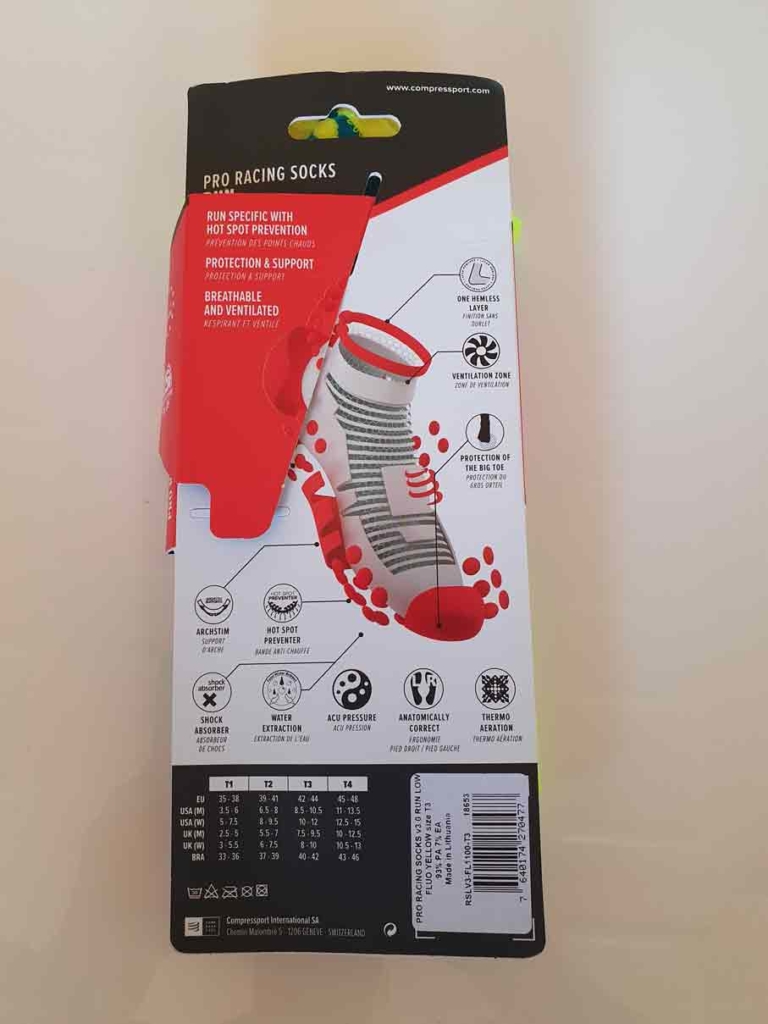 www.compressport.com
PRO RACING SOCKS
RUN SPECIFIC WITH
HOT SPOT PREVENTION
PRÉVENTION DES POINTS CHAUDS
PROTECTION & SUPPORT
PROTECTION & SUPPORT
BREATHABLE
AND VENTILATED
RESPIRANT ET VENTILÉ
ONE HEMLESS
LAYER
FINITION SANS
OURLET
VENTILATION ZONE
ZONE DE VENTILATION
PROTECTION OF
THE BIG TOE
PROTECTION DU
GROS ORTEIL
ARCHSTIM
SUPPORT
D'ARCHE
HOT SPOT
PREVENTER
HOT SPOT
PREVENTER
BANDE ANTI-CHAUFFE
shock
absorber
SHOCK
ABSORBER
ABSORBEUR
DE CHOCS
WATER
EXTRACTION
EXTRACTION DE L'EAU
ACU PRESSURE
ACU PRESSION
ANATOMICALLY
CORRECT
ERGONOMIE
PIED DROIT / PIED GAUCHE
THERMO
AERATION
THERMO AÉRATION
T1 T2 T3 T4
EU 35-38 39-41 42-44 45-48
USA (M) 3.5-6 6.5-8 8.5-10.5 11-13.5
USA (W) 5-7.5 8-9.5 10-12 12.5-15
UK (M) 2.5-5 5.5-7 7.5-9.5 10-12.5
UK (W) 3-5.5 6-7.5 8-10 10.5-13
BRA 33-36 37-39 40-42 43-46
Compressport International SA
Chemin Malombré 5 - 1206 GENEVE - SWITZERLAND
PRO RACING SOCKS v3.0 RUN LOW
FLUO YELLOW size T3
93% PA 7% EA
Made in Lithuania
RSLV3-FL1100-T3 18653
7 640174 270477